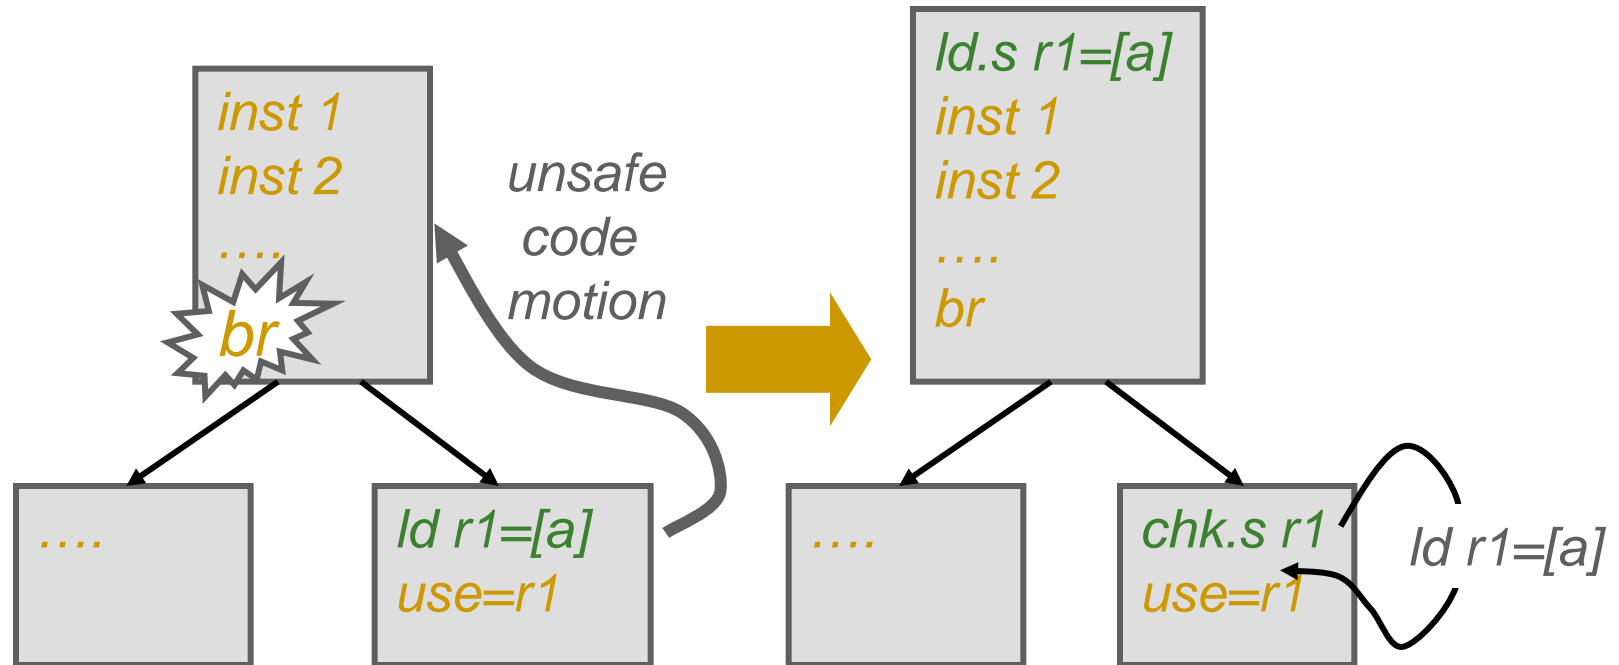 inst 1
inst 2
....
br
....
ld r1=[a]
use=r1
unsafe
code
motion
ld.s r1=[a]
inst 1
inst 2
....
br
....
chk.s r1
use=r1
ld r1=[a]